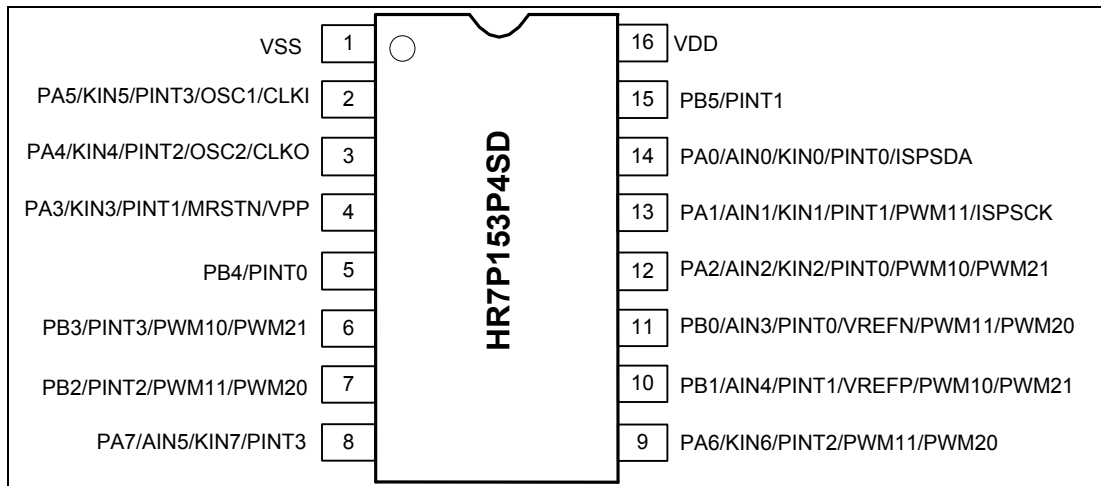 VSS 1
PA5/KIN5/PINT3/OSC1/CLKI 2
PA4/KIN4/PINT2/OSC2/CLKO 3
PA3/KIN3/PINT1/MRSTN/VPP 4
PB4/PINT0 5
PB3/PINT3/PWM10/PWM21 6
PB2/PINT2/PWM11/PWM20 7
PA7/AIN5/KIN7/PINT3 8
HR7P153P4SD
16 VDD
15 PB5/PINT1
14 PA0/AIN0/KIN0/PINT0/ISPSDA
13 PA1/AIN1/KIN1/PINT1/PWM11/ISPSCK
12 PA2/AIN2/KIN2/PINT0/PWM10/PWM21
11 PB0/AIN3/PINT0/VREFN/PWM11/PWM20
10 PB1/AIN4/PINT1/VREFP/PWM10/PWM21
9 PA6/KIN6/PINT2/PWM11/PWM20